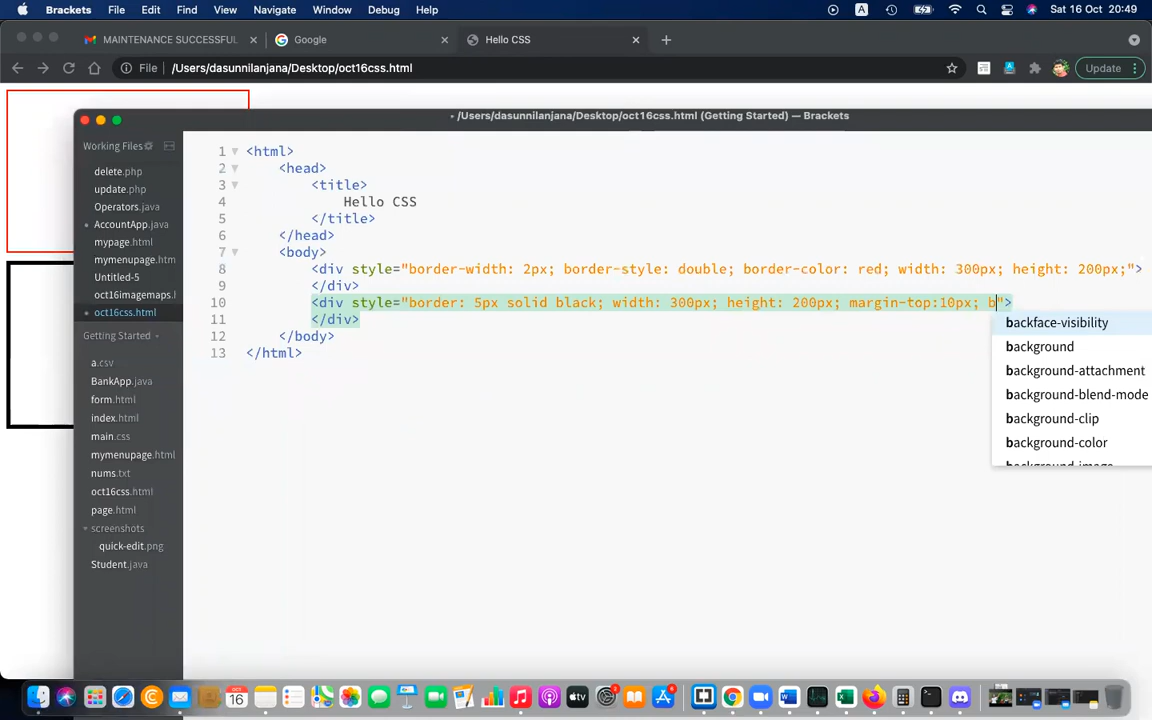 Brackets File Edit Find View Navigate Window Debug Help A Sat 16 Oct 20:49
MAINTENANCE SUCCESSFUL Google Hello CSS
File /Users/dasunnilanjana/Desktop/oct16css.html Update
/Users/dasunnilanjana/Desktop/oct16css.html (Getting Started) — Brackets
Working Files
delete.php
update.php
Operators.java
AccountApp.java
mypage.html
mymenupage.htm
Untitled-5
oct16imagemaps.l
oct16css.html
Getting Started
a.csv
BankApp.java
form.html
index.html
main.css
mymenupage.html
nums.txt
oct16css.html
page.html
screenshots
quick-edit.png
Student.java
1 <html>
2 <head>
3 <title>
4 Hello CSS
5 </title>
6 </head>
7 <body>
8 <div style="border-width: 2px; border-style: double; border-color: red; width: 300px; height: 200px;">
9 </div>
10 <div style="border: 5px solid black; width: 300px; height: 200px; margin-top:10px; b">
11 </div>
12 </body>
13 </html>
backface-visibility
background
background-attachment
background-blend-mode
background-clip
background-color
background-image
OCT
16
tv